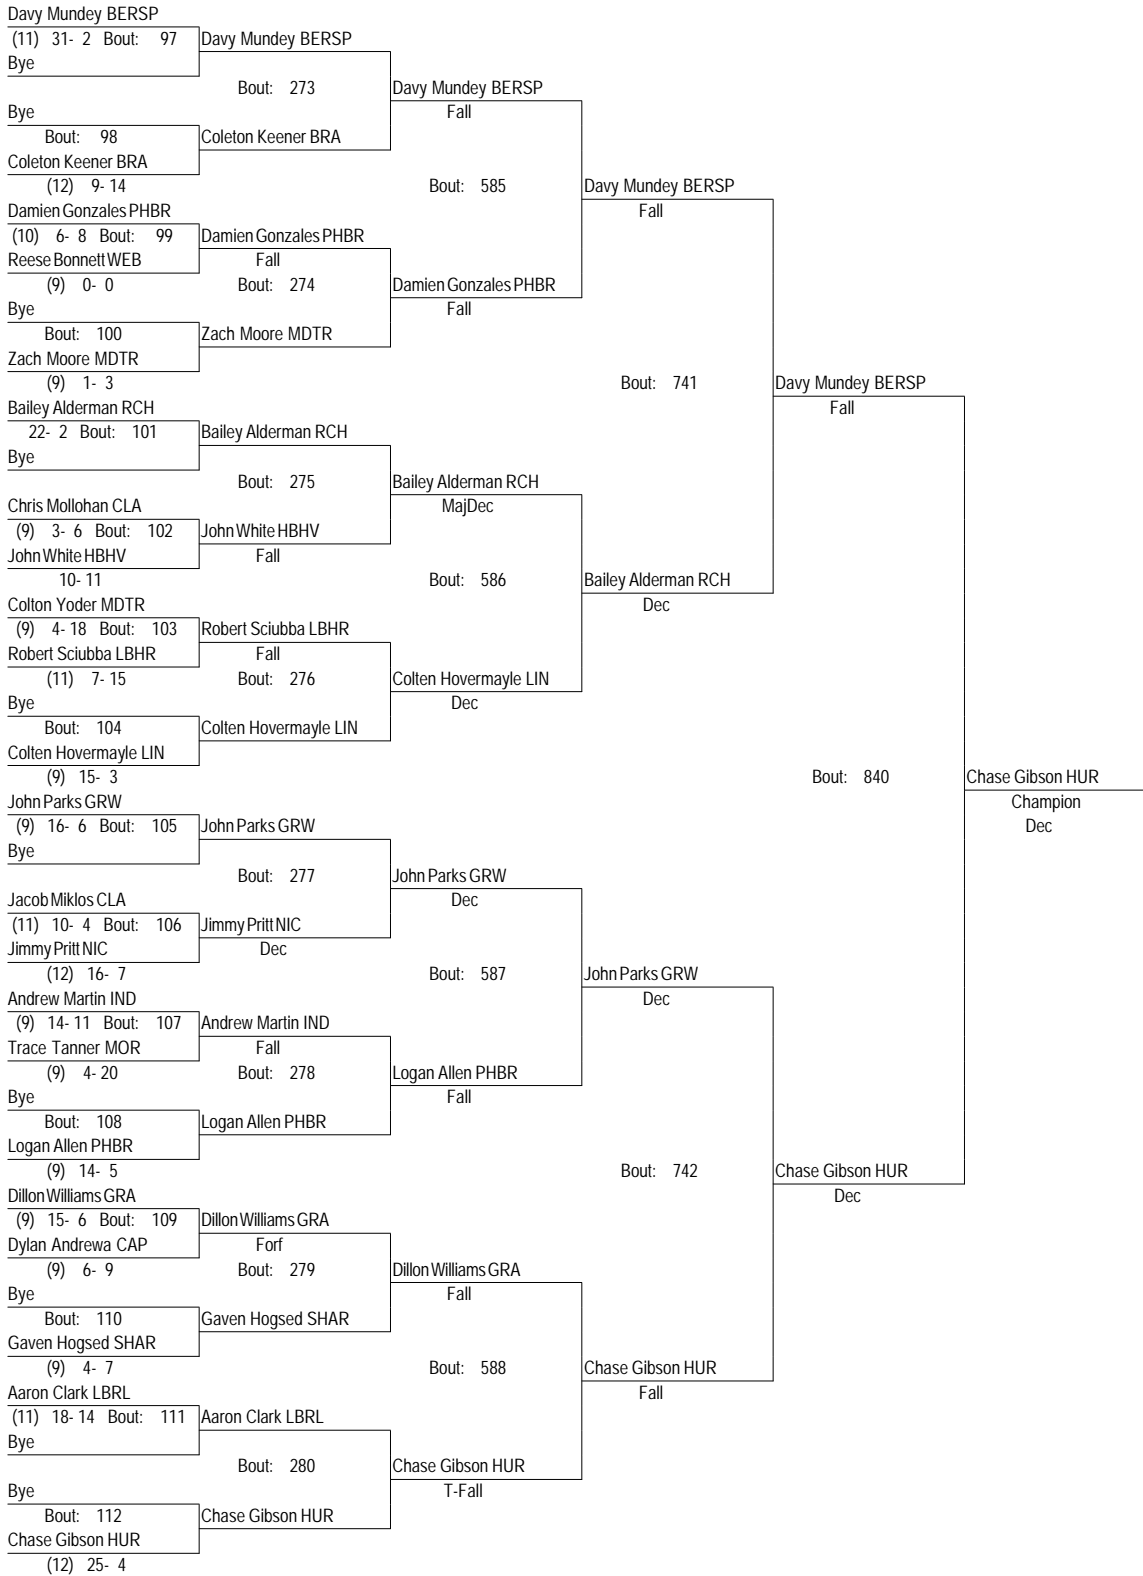 Davy Mundey BERSP
(11) 31- 2 Bout: 97 Davy Mundey BERSP
Bye
Bout: 273 Davy Mundey BERSP
Bye Fall
Bout: 98 Coleton Keener BRA
Coleton Keener BRA
(12) 9- 14 Bout: 585 Davy Mundey BERSP
Damien Gonzales PHBR Fall
(10) 6- 8 Bout: 99 Damien Gonzales PHBR
Reese Bonnett WEB Fall
(9) 0- 0 Bout: 274 Damien Gonzales PHBR
Bye Fall
Bout: 100 Zach Moore MDTR
Zach Moore MDTR
(9) 1- 3 Bout: 741 Davy Mundey BERSP
Bailey Alderman RCH Fall
22- 2 Bout: 101 Bailey Alderman RCH
Bye
Bout: 275 Bailey Alderman RCH
Chris Mollohan CLA MajDec
(9) 3- 6 Bout: 102 John White HBHV
John White HBHV Fall
10- 11 Bout: 586 Bailey Alderman RCH
Colton Yoder MDTR Dec
(9) 4- 18 Bout: 103 Robert Sciubba LBHR
Robert Sciubba LBHR Fall
(11) 7- 15 Bout: 276 Colten Hovermayle LIN
Bye Dec
Bout: 104 Colten Hovermayle LIN
Colten Hovermayle LIN
(9) 15- 3 Bout: 840 Chase Gibson HUR
John Parks GRW Champion
(9) 16- 6 Bout: 105 John Parks GRW Dec
Bye
Bout: 277 John Parks GRW
Jacob Miklos CLA Dec
(11) 10- 4 Bout: 106 Jimmy Pritt NIC
Jimmy Pritt NIC Dec
(12) 16- 7 Bout: 587 John Parks GRW
Andrew Martin IND Dec
(9) 14- 11 Bout: 107 Andrew Martin IND
Trace Tanner MOR Fall
(9) 4- 20 Bout: 278 Logan Allen PHBR
Bye Fall
Bout: 108 Logan Allen PHBR
Logan Allen PHBR
(9) 14- 5 Bout: 742 Chase Gibson HUR
Dillon Williams GRA Dec
(9) 15- 6 Bout: 109 Dillon Williams GRA
Dylan Andrewa CAP Forf
(9) 6- 9 Bout: 279 Dillon Williams GRA
Bye Fall
Bout: 110 Gaven Hogsed SHAR
Gaven Hogsed SHAR
(9) 4- 7 Bout: 588 Chase Gibson HUR
Aaron Clark LBRL Fall
(11) 18- 14 Bout: 111 Aaron Clark LBRL
Bye
Bout: 280 Chase Gibson HUR
Bye T-Fall
Bout: 112 Chase Gibson HUR
Chase Gibson HUR
(12) 25- 4